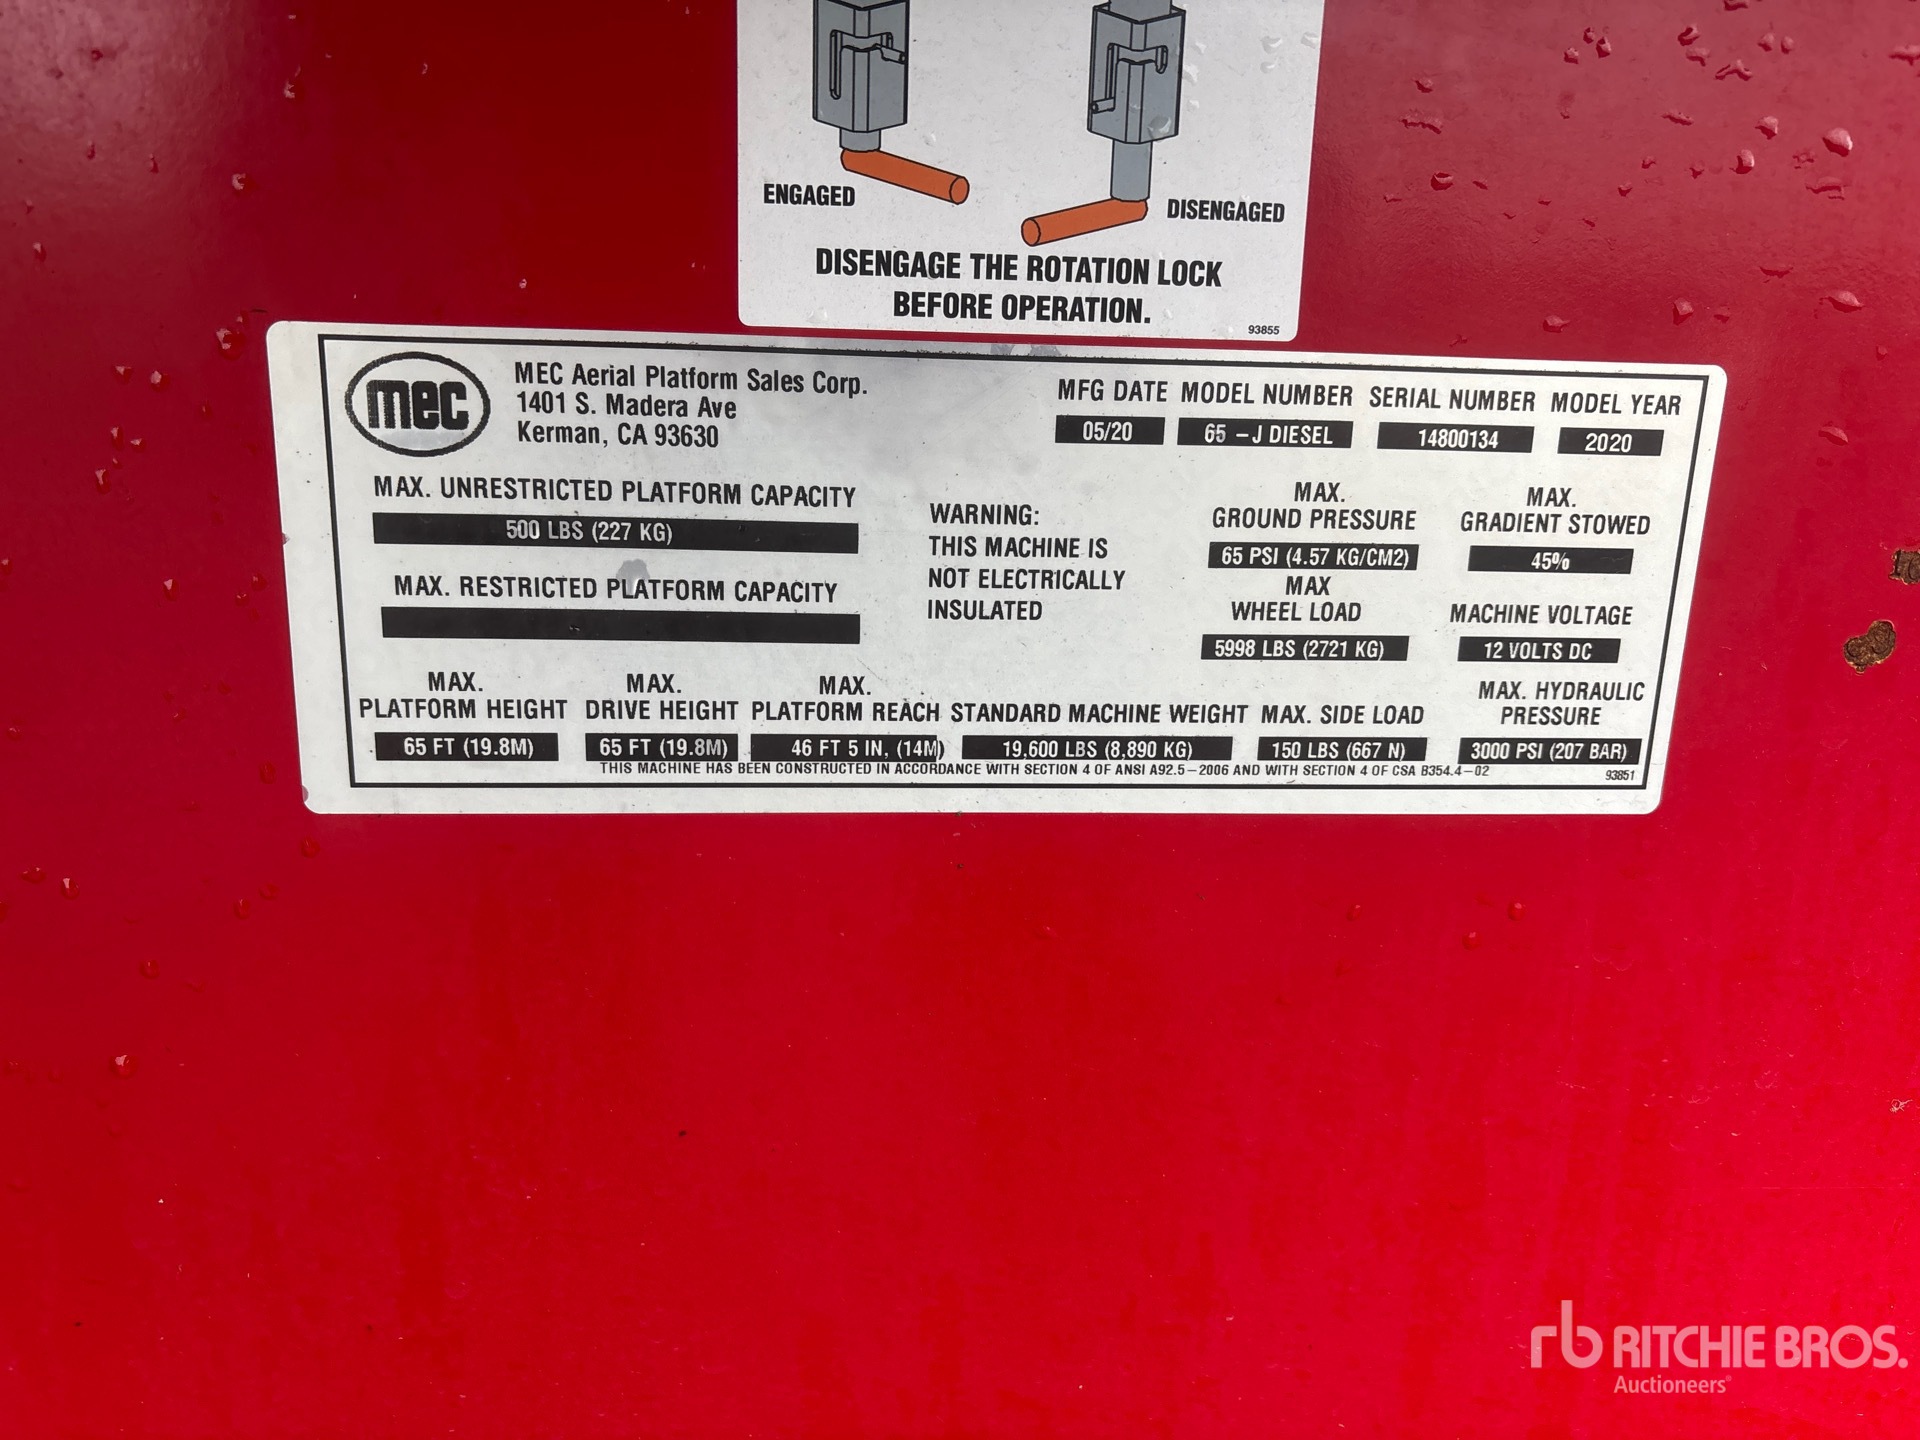 ENGAGED
DISENGAGED
DISENGAGE THE ROTATION LOCK
BEFORE OPERATION.
93855
mec
MEC Aerial Platform Sales Corp.
1401 S. Madera Ave
Kerman, CA 93630
MFG DATE MODEL NUMBER SERIAL NUMBER MODEL YEAR
05/20 65 -J DIESEL 14800134 2020
MAX. UNRESTRICTED PLATFORM CAPACITY
500 LBS (227 KG)
MAX. RESTRICTED PLATFORM CAPACITY
WARNING:
THIS MACHINE IS
NOT ELECTRICALLY
INSULATED
MAX.
GROUND PRESSURE
65 PSI (4.57 KG/CM2)
MAX
WHEEL LOAD
5998 LBS (2721 KG)
MAX.
GRADIENT STOWED
45%
MACHINE VOLTAGE
12 VOLTS DC
MAX.
PLATFORM HEIGHT
65 FT (19.8M)
MAX.
DRIVE HEIGHT
65 FT (19.8M)
MAX.
PLATFORM REACH
46 FT 5 IN, (14M)
STANDARD MACHINE WEIGHT
19,600 LBS (8,890 KG)
MAX. SIDE LOAD
150 LBS (667 N)
MAX. HYDRAULIC
PRESSURE
3000 PSI (207 BAR)
THIS MACHINE HAS BEEN CONSTRUCTED IN ACCORDANCE WITH SECTION 4 OF ANSI A92.5-2006 AND WITH SECTION 4 OF CSA B354.4-02
93851
rb RITCHIE BROS.
Auctioneers